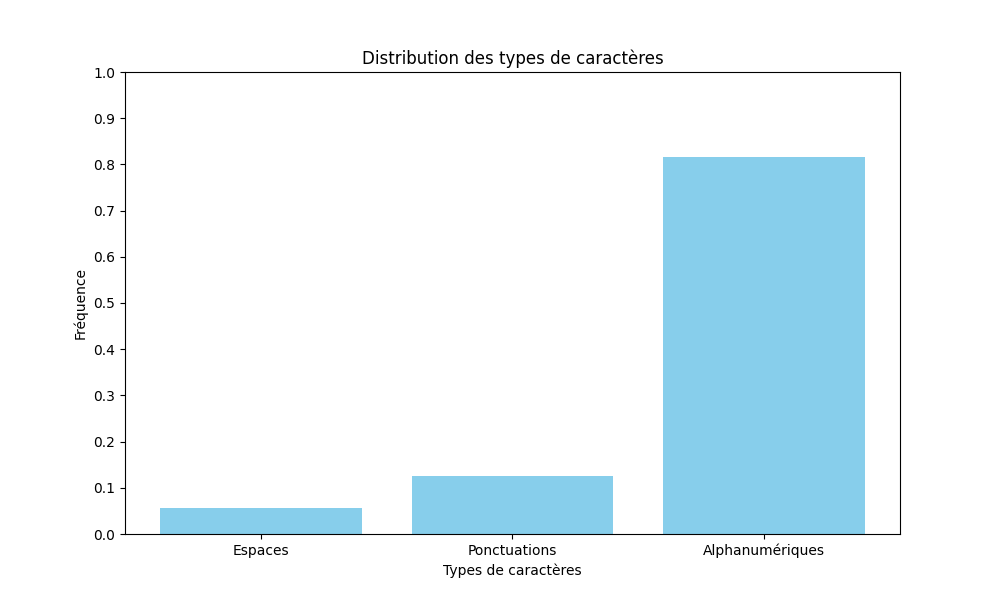 Distribution des types de caractères
1.0
0.9
0.8
0.7
0.6
0.5
0.4
0.3
0.2
0.1
0.0
Fréquence
Espaces
Ponctuations
Alphanumériques
Types de caractères